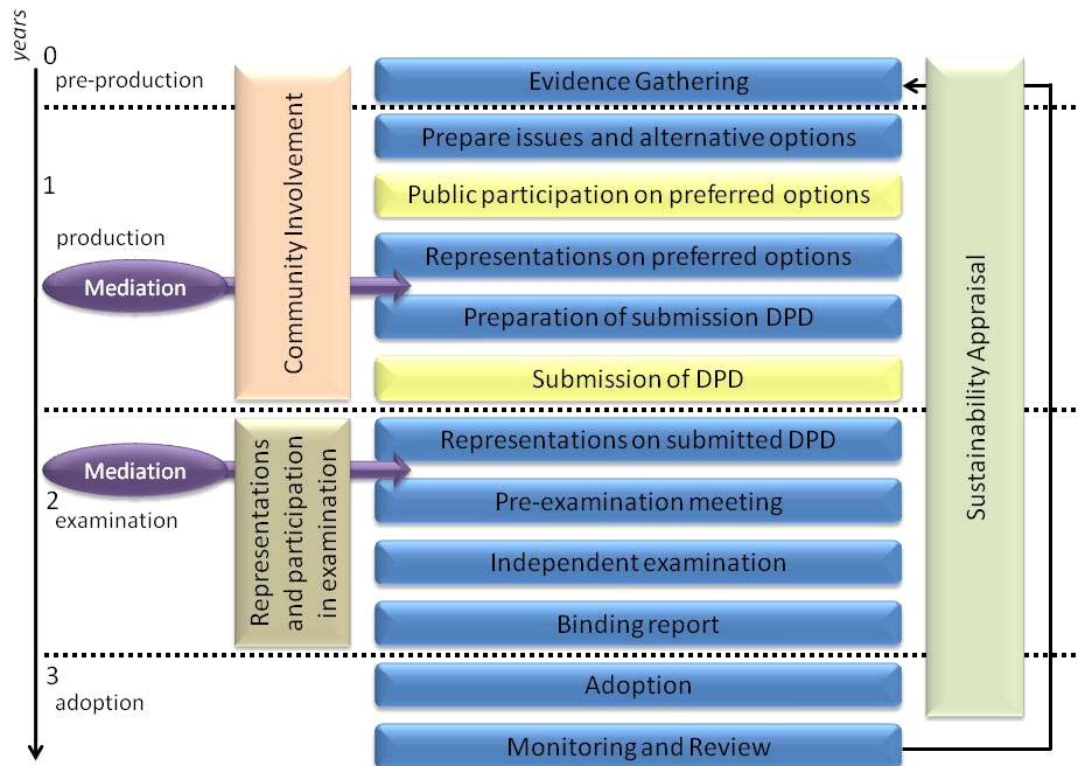 years
0
pre-production
Evidence Gathering
Prepare issues and alternative options
1
Public participation on preferred options
production
Representations on preferred options
Mediation
Community Involvement
Preparation of submission DPD
Submission of DPD
Sustainability Appraisal
Representations on submitted DPD
Mediation
2
examination
Representations
and participation
in examination
Pre-examination meeting
Independent examination
Binding report
3
adoption
Adoption
Monitoring and Review